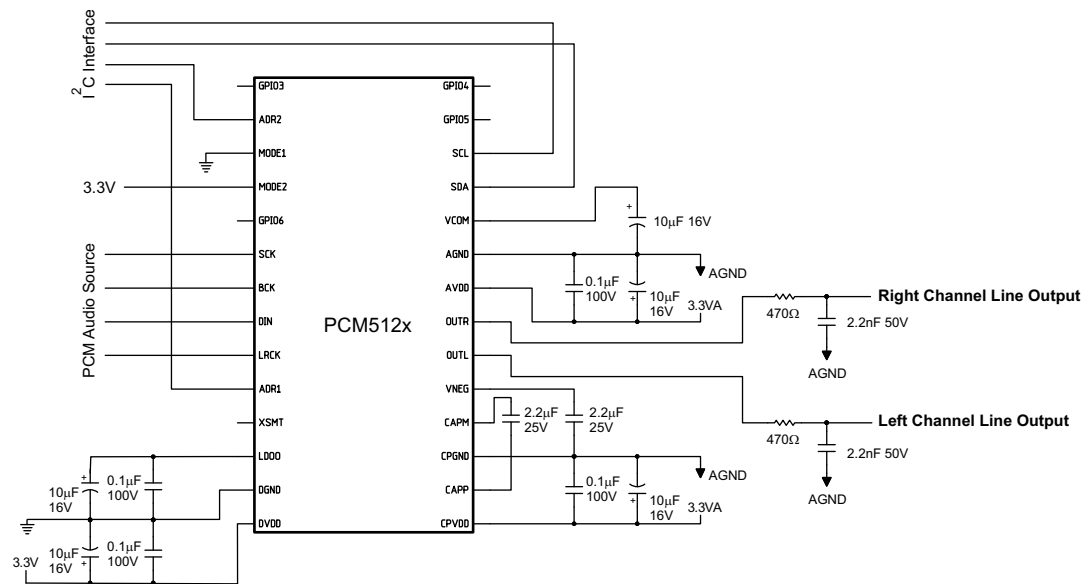 I2C Interface
3.3V
PCM Audio Source
GPIO3
ADR2
MODE1
MODE2
GPIO6
SCK
BCK
DIN
LRCK
ADR1
XSMT
LDOO
DGND
DVDD
PCM512x
GPIO4
GPIO5
SCL
SDA
VCOM
AGND
AVDD
OUTR
OUTL
VNEG
CAPM
CPGND
CAPP
CPVDD
+
10μF 16V
0.1μF
100V
+
10μF
16V
AGND
3.3VA
470Ω
Right Channel Line Output
2.2nF 50V
AGND
2.2μF
25V
2.2μF
25V
470Ω
Left Channel Line Output
2.2nF 50V
AGND
AGND
0.1μF
100V
+
10μF
16V
3.3VA
+
10μF
16V
0.1μF
100V
3.3V
10μF
16V
+
0.1μF
100V